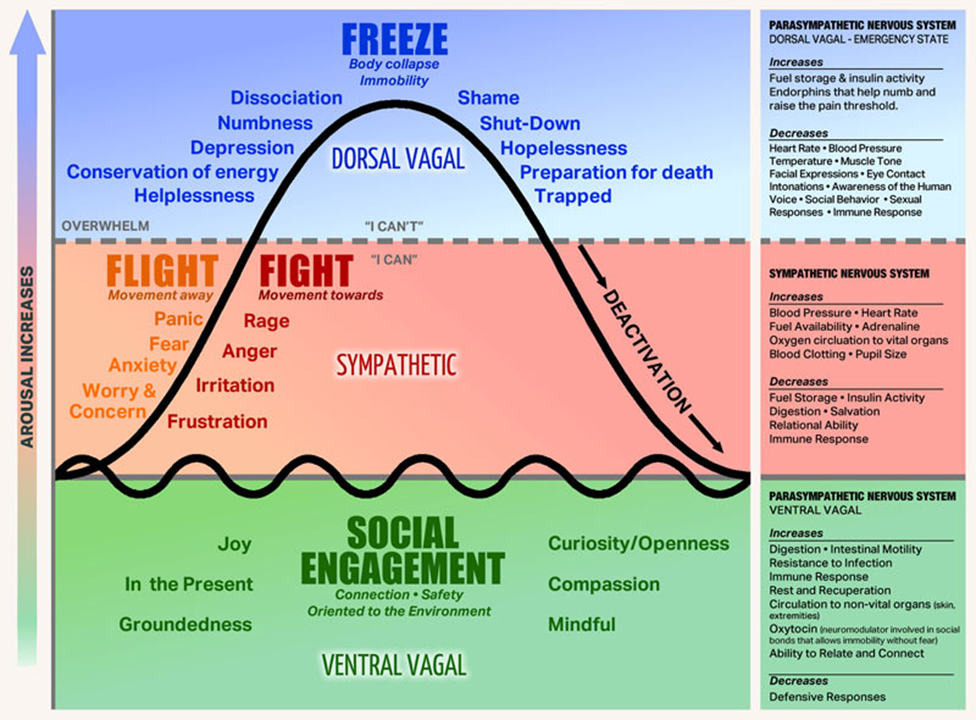 AROUSAL INCREASES
FREEZE
Body collapse
Immobility
Dissociation
Numbness
Depression
Conservation of energy
Helplessness
Shame
Shut-Down
Hopelessness
Preparation for death
Trapped
DORSAL VAGAL
OVERWHELM
"I CAN'T"
"I CAN"
FLIGHT
Movement away
Panic
Fear
Anxiety
Worry &
Concern
FIGHT
Movement towards
Rage
Anger
Irritation
Frustration
SYMPATHETIC
DEACTIVATION
SOCIAL
ENGAGEMENT
Connection • Safety
Oriented to the Environment
Joy
In the Present
Groundedness
Curiosity/Openness
Compassion
Mindful
VENTRAL VAGAL
PARASYMPATHETIC NERVOUS SYSTEM
DORSAL VAGAL - EMERGENCY STATE
Increases
Fuel storage & insulin activity
Endorphins that help numb and
raise the pain threshold.
Decreases
Heart Rate • Blood Pressure
Temperature • Muscle Tone
Facial Expressions • Eye Contact
Intonations • Awareness of the Human
Voice • Social Behavior • Sexual
Responses • Immune Response
SYMPATHETIC NERVOUS SYSTEM
Increases
Blood Pressure • Heart Rate
Fuel Availability • Adrenaline
Oxygen circluation to vital organs
Blood Clotting • Pupil Size
Decreases
Fuel Storage • Insulin Activity
Digestion • Salvation
Relational Ability
Immune Response
PARASYMPATHETIC NERVOUS SYSTEM
VENTRAL VAGAL
Increases
Digestion • Intestinal Motility
Resistance to Infection
Immune Response
Rest and Recuperation
Circulation to non-vital organs (skin,
extremities)
Oxytocin (neuromodulator involved in social
bonds that allows immobility without fear)
Ability to Relate and Connect
Decreases
Defensive Responses